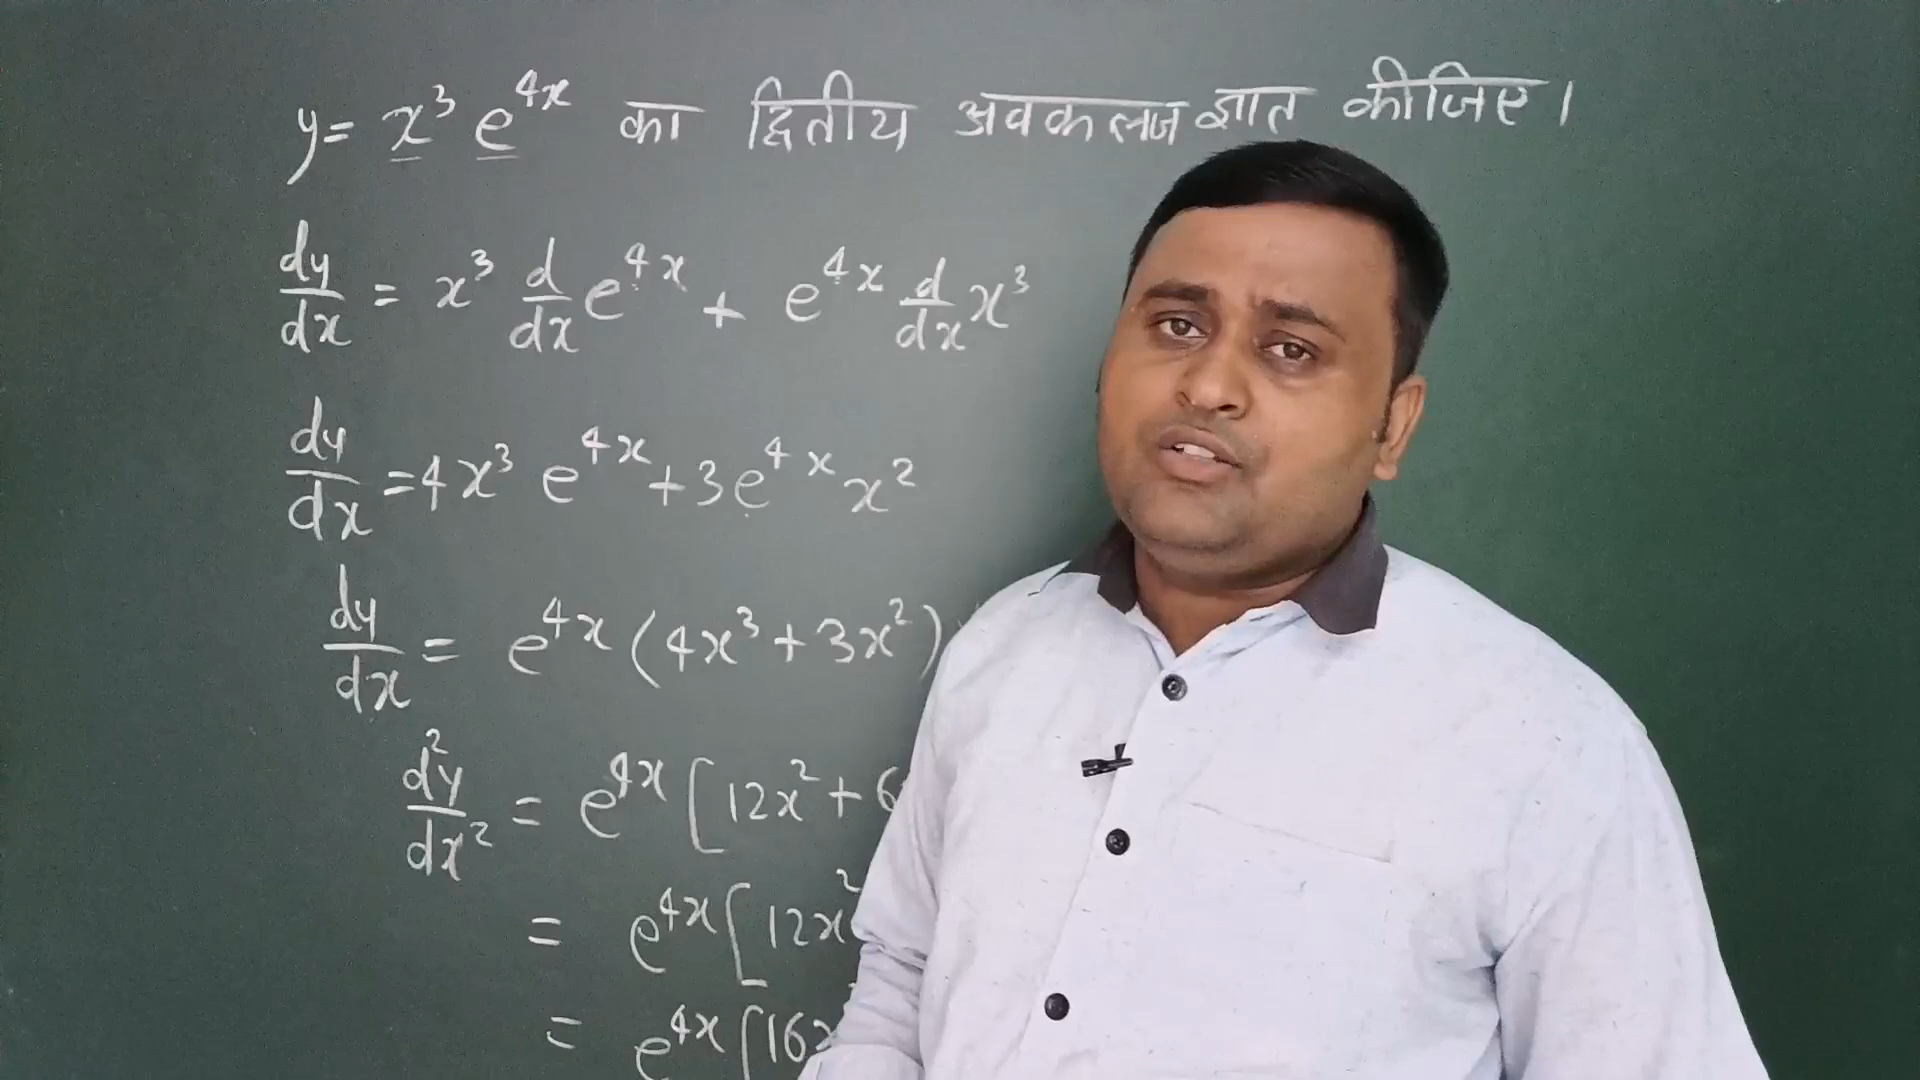 y = x³ e⁴ˣ का द्वितीय अवकलज ज्ञात कीजिए।
dy/dx = x³ d/dx e⁴ˣ + e⁴ˣ d/dx x³
dy/dx = 4x³ e⁴ˣ + 3e⁴ˣ x²
dy/dx = e⁴ˣ (4x³ + 3x²)
d²y/dx² = e⁴ˣ [12x² + 6
= e⁴ˣ [12x²
= e⁴ˣ [16x